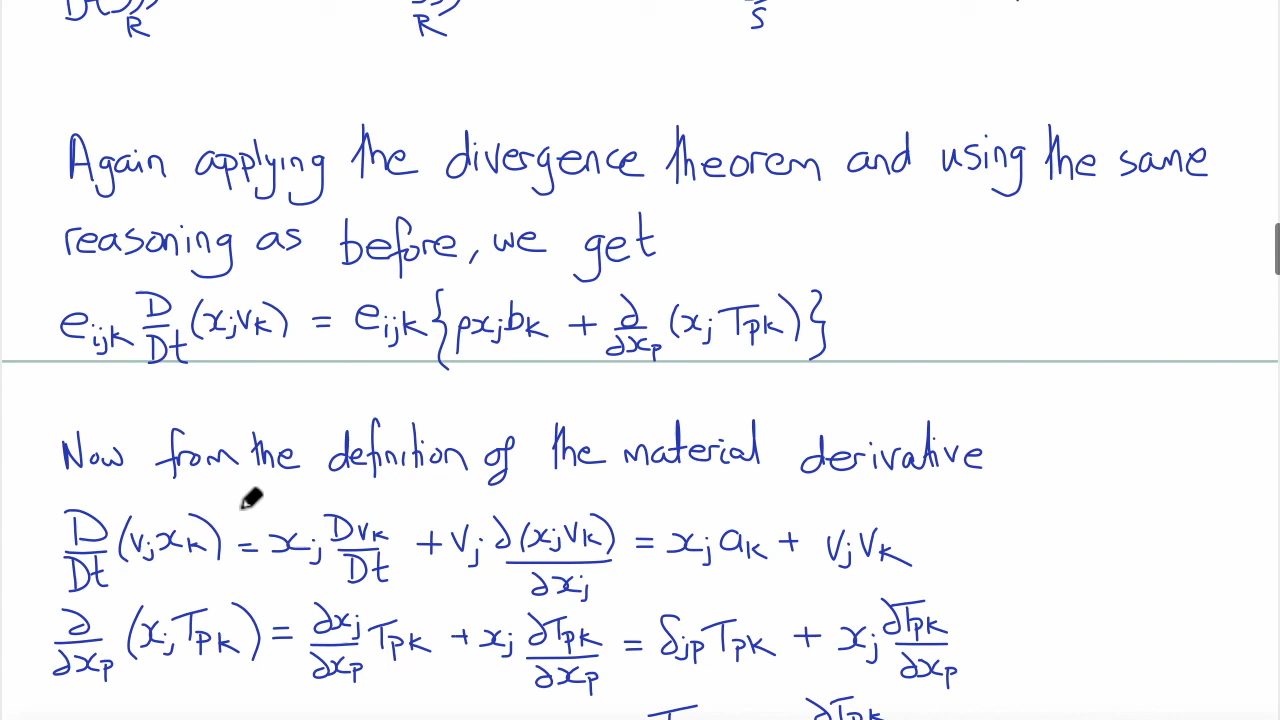 R R S
Again applying the divergence theorem and using the same
reasoning as before, we get
e_ijk D/Dt (x_j v_k) = e_ijk { ρx_j b_k + ∂/∂x_p (x_j T_pk) }
Now from the definition of the material derivative
D/Dt (v_j x_k) = x_j Dv_k/Dt + v_j ∂(x_j v_k)/∂x_j = x_j a_k + v_j v_k
∂/∂x_p (x_j T_pk) = ∂x_j/∂x_p T_pk + x_j ∂T_pk/∂x_p = δ_jp T_pk + x_j ∂T_pk/∂x_p